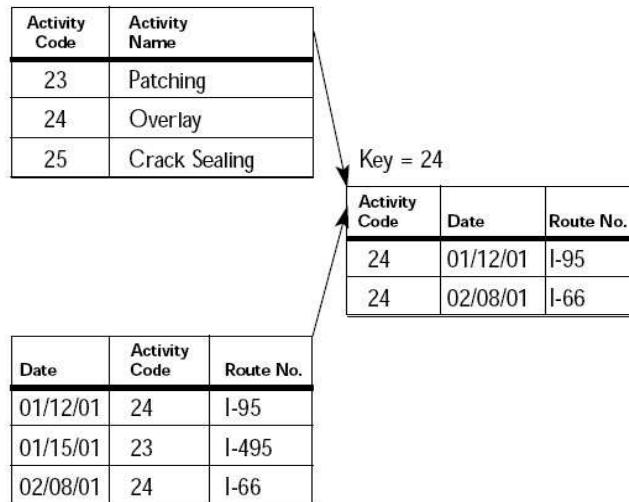 Activity Code Activity Name
23 Patching
24 Overlay
25 Crack Sealing
Key = 24
Activity Code Date Route No.
24 01/12/01 I-95
24 02/08/01 I-66
Date Activity Code Route No.
01/12/01 24 I-95
01/15/01 23 I-495
02/08/01 24 I-66